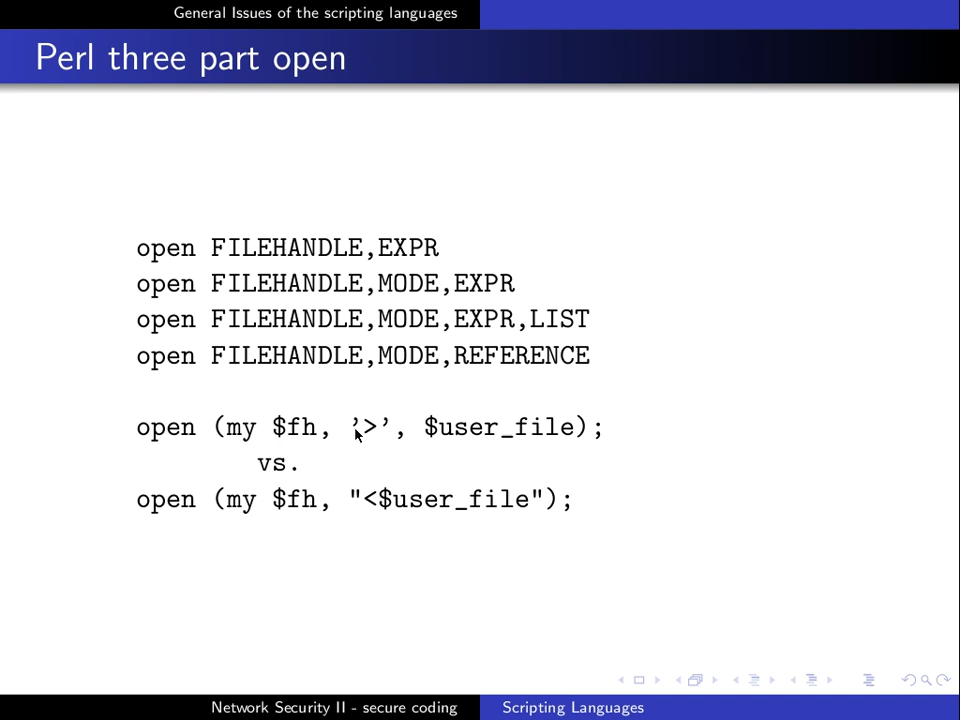 General Issues of the scripting languages
Perl three part open
open FILEHANDLE,EXPR
open FILEHANDLE,MODE,EXPR
open FILEHANDLE,MODE,EXPR,LIST
open FILEHANDLE,MODE,REFERENCE
open (my $fh, ’>’, $user_file);
vs.
open (my $fh, "<$user_file");
Network Security II - secure coding
Scripting Languages